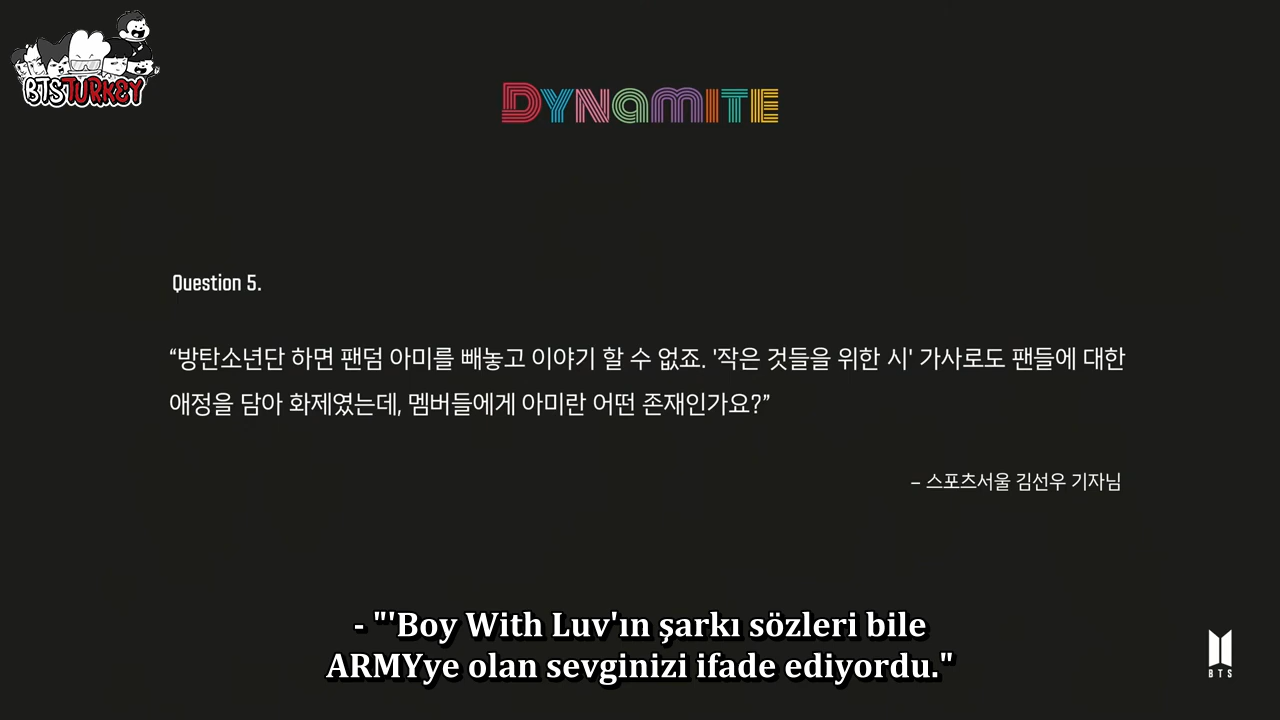 BTSTURKEY
DYNAMITE
Question 5.
“방탄소년단 하면 팬덤 아미를 빼놓고 이야기 할 수 없죠. '작은 것들을 위한 시' 가사로도 팬들에 대한
애정을 담아 화제였는데, 멤버들에게 아미란 어떤 존재인가요?”
– 스포츠서울 김선우 기자님
- "'Boy With Luv'ın şarkı sözleri bile
ARMYye olan sevginizi ifade ediyordu."
BTS